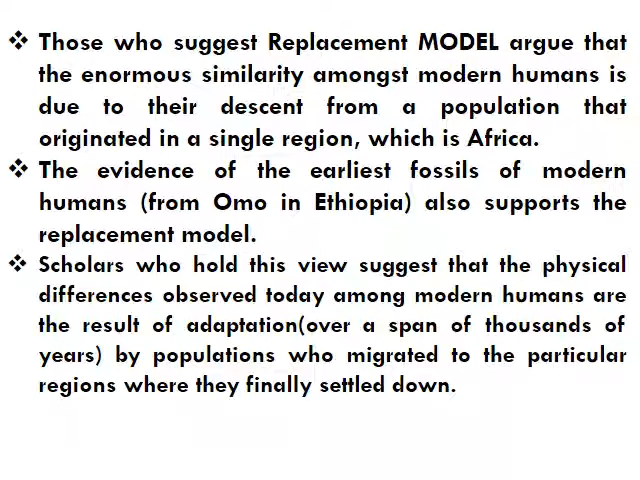 ❖ Those who suggest Replacement MODEL argue that
the enormous similarity amongst modern humans is
due to their descent from a population that
originated in a single region, which is Africa.
❖ The evidence of the earliest fossils of modern
humans (from Omo in Ethiopia) also supports the
replacement model.
❖ Scholars who hold this view suggest that the physical
differences observed today among modern humans are
the result of adaptation(over a span of thousands of
years) by populations who migrated to the particular
regions where they finally settled down.